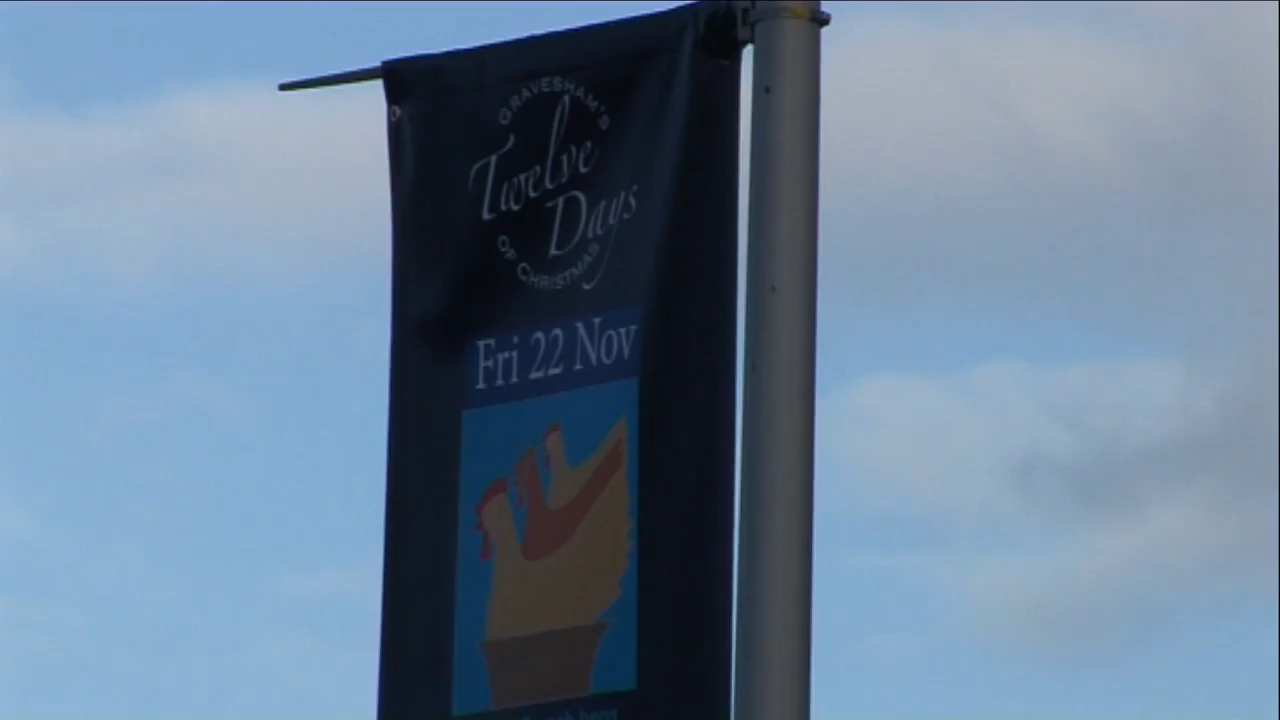 GRAVESHAM'S
Twelve
Days
OF CHRISTMAS
Fri 22 Nov